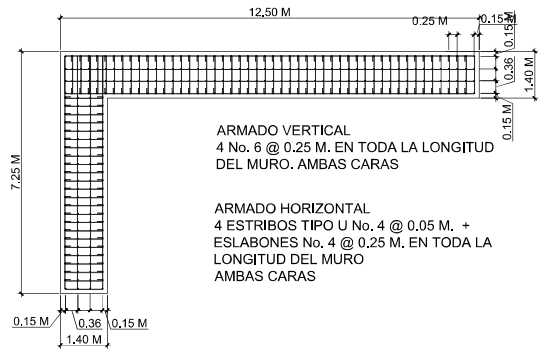 12.50 M
0.25 M
0.15 M
0.15 M
0.36
1.40 M
0.15 M
7.25 M
ARMADO VERTICAL
4 No. 6 @ 0.25 M. EN TODA LA LONGITUD
DEL MURO. AMBAS CARAS
ARMADO HORIZONTAL
4 ESTRIBOS TIPO U No. 4 @ 0.05 M. +
ESLABONES No. 4 @ 0.25 M. EN TODA LA
LONGITUD DEL MURO
AMBAS CARAS
0.15 M
0.36
0.15 M
1.40 M